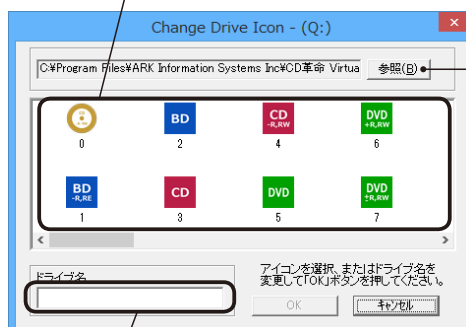 Change Drive Icon - (Q:)
×
C:¥Program Files¥ARK Information Systems Inc¥CD革命 Virtua
参照(B)
BD
CD
-R,RW
DVD
+R,RW
0
2
4
6
BD
-R,RE
CD
DVD
DVD
±R,RW
1
3
5
7
ドライブ名
アイコンを選択、またはドライブ名を
変更して「OK」ボタンを押してください。
OK
キャンセル